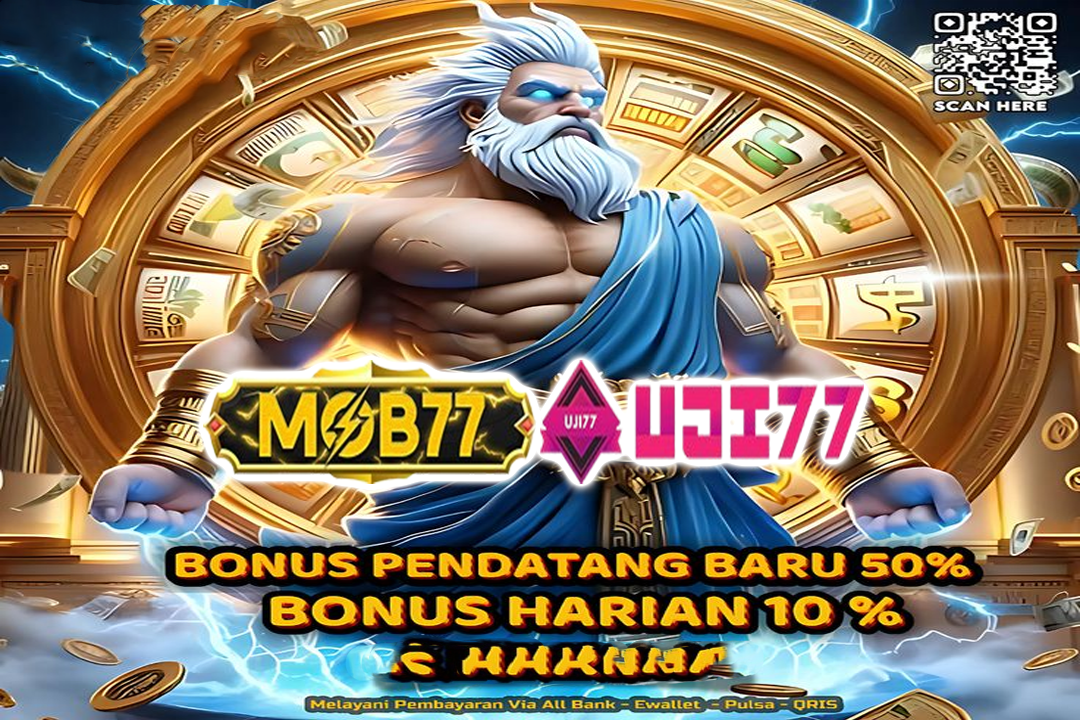 SCAN HERE
MOB77
UJI77
UJI77
BONUS PENDATANG BARU 50%
BONUS HARIAN 10 %
Melayani Pembayaran Via All Bank - Ewallet - Pulsa - QRIS